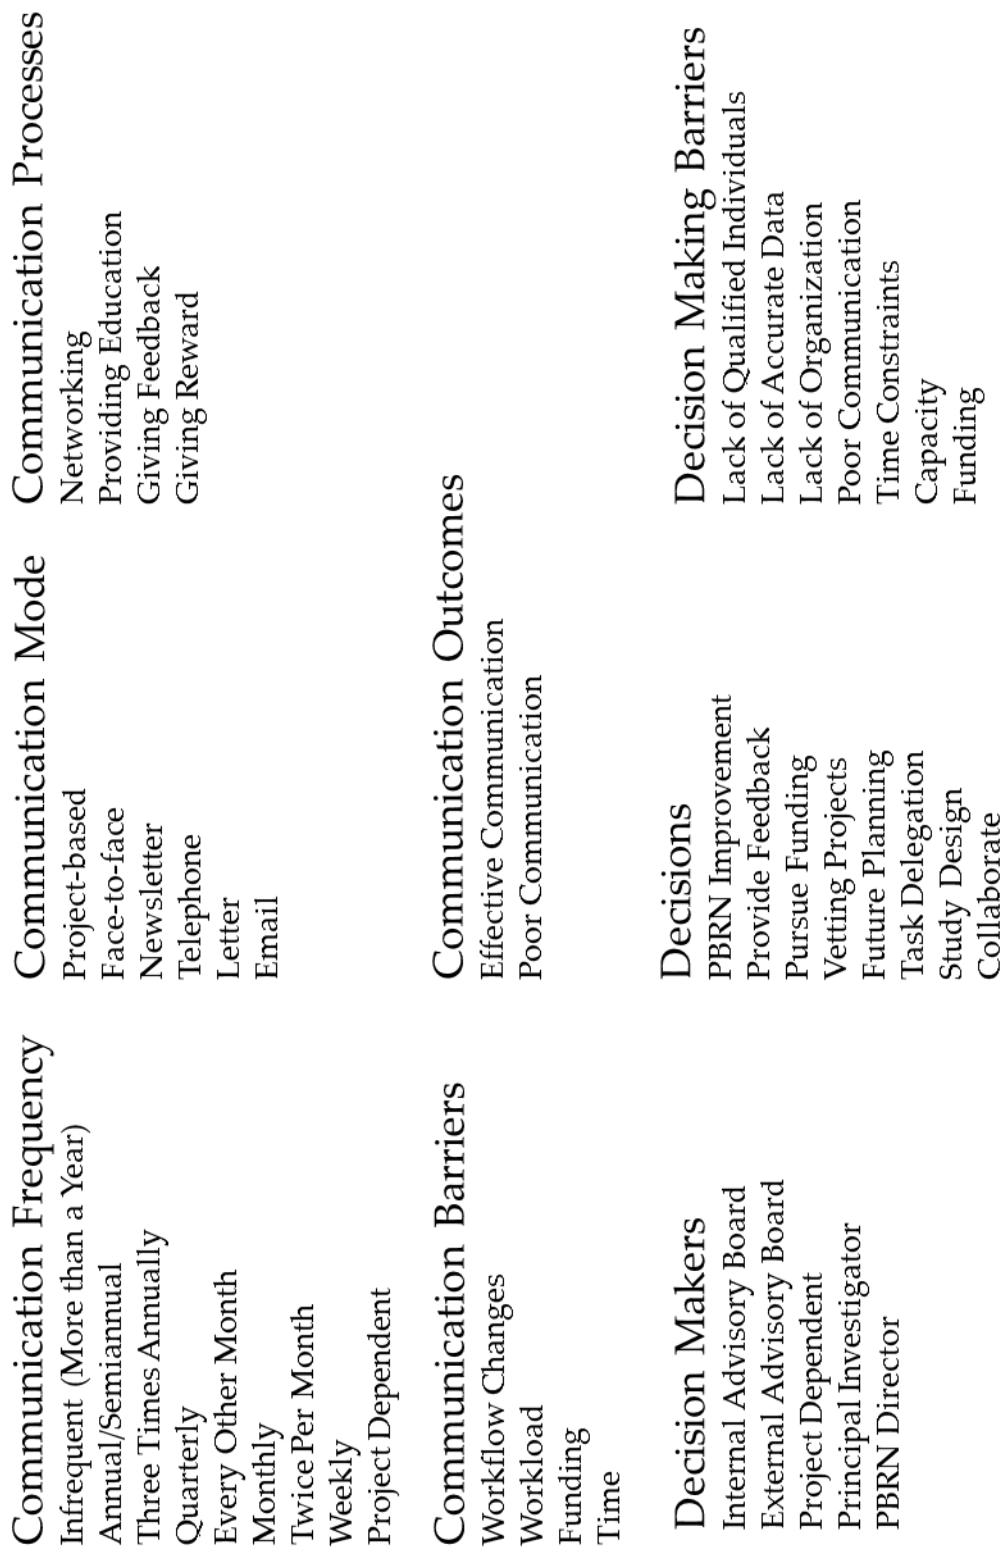 Communication Frequency
Infrequent (More than a Year)
Annual/Semiannual
Three Times Annually
Quarterly
Every Other Month
Monthly
Twice Per Month
Weekly
Project Dependent
Communication Mode
Project-based
Face-to-face
Newsletter
Telephone
Letter
Email
Communication Processes
Networking
Providing Education
Giving Feedback
Giving Reward
Communication Barriers
Workflow Changes
Workload
Funding
Time
Communication Outcomes
Effective Communication
Poor Communication
Decision Makers
Internal Advisory Board
External Advisory Board
Project Dependent
Principal Investigator
PBRN Director
Decisions
PBRN Improvement
Provide Feedback
Pursue Funding
Vetting Projects
Future Planning
Task Delegation
Study Design
Collaborate
Decision Making Barriers
Lack of Qualified Individuals
Lack of Accurate Data
Lack of Organization
Poor Communication
Time Constraints
Capacity
Funding